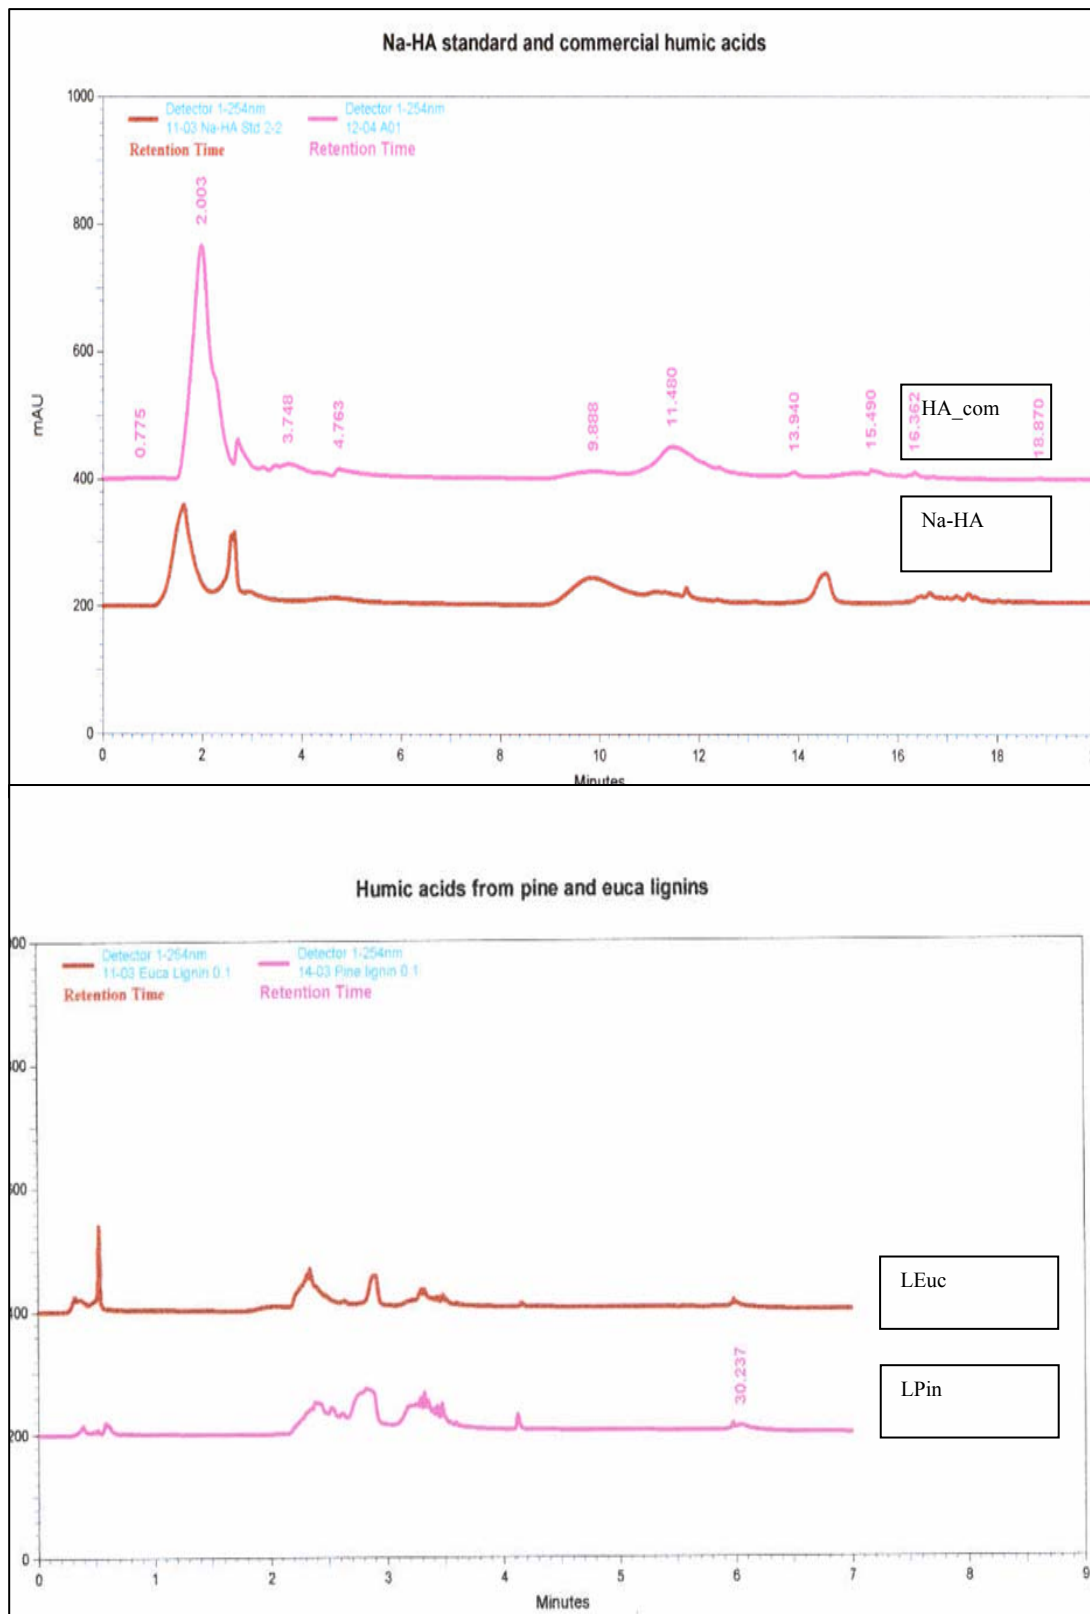 Na-HA standard and commercial humic acids
1000
800
600
400
200
0
mAU
Detector 1-254nm
11-03 Na-HA Std 2-2
Retention Time
Detector 1-254nm
12-04 A01
Retention Time
0.775
2.003
3.748
4.763
9.888
11.480
13.940
15.490
16.362
18.870
HA_com
Na-HA
0 2 4 6 8 10 12 14 16 18
Minutes
Humic acids from pine and euca lignins
00
00
00
400
200
0
Detector 1-254nm
11-03 Euca Lignin 0.1
Retention Time
Detector 1-254nm
14-03 Pine lignin 0.1
Retention Time
LEuc
30.237
LPin
0 1 2 3 4 5 6 7 8 9
Minutes